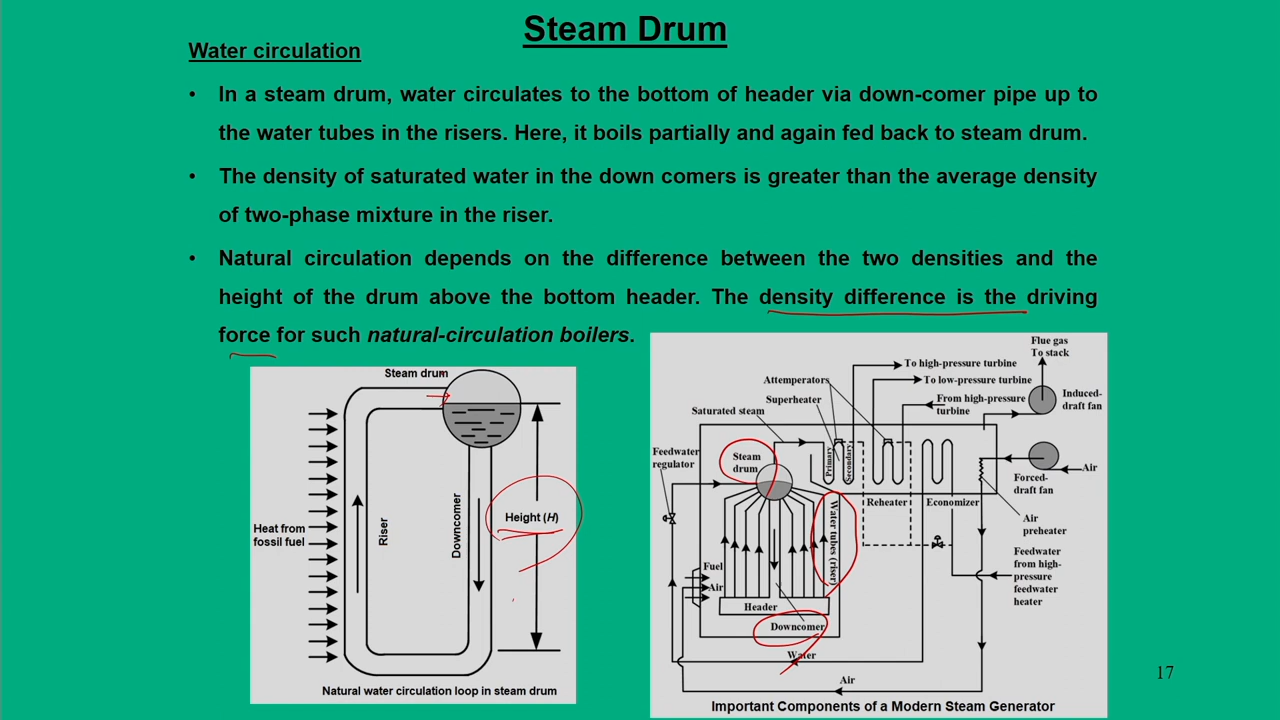 Steam Drum
Water circulation
• In a steam drum, water circulates to the bottom of header via down-comer pipe up to
the water tubes in the risers. Here, it boils partially and again fed back to steam drum.
• The density of saturated water in the down comers is greater than the average density
of two-phase mixture in the riser.
• Natural circulation depends on the difference between the two densities and the
height of the drum above the bottom header. The density difference is the driving
force for such natural-circulation boilers.
Steam drum
Heat from
fossil fuel
Riser
Downcomer
Height (H)
Natural water circulation loop in steam drum
Flue gas
To stack
To high-pressure turbine
Attemperators
To low-pressure turbine
Superheater
From high-pressure
turbine
Induced-
draft fan
Saturated steam
Feedwater
regulator
Steam
drum
Primary
Secondary
Air
Forced-
draft fan
Reheater
Economizer
Water tubes (riser)
Air
preheater
Fuel
Air
Feedwater
from high-
pressure
feedwater
heater
Header
Downcomer
Water
Air
Important Components of a Modern Steam Generator
17